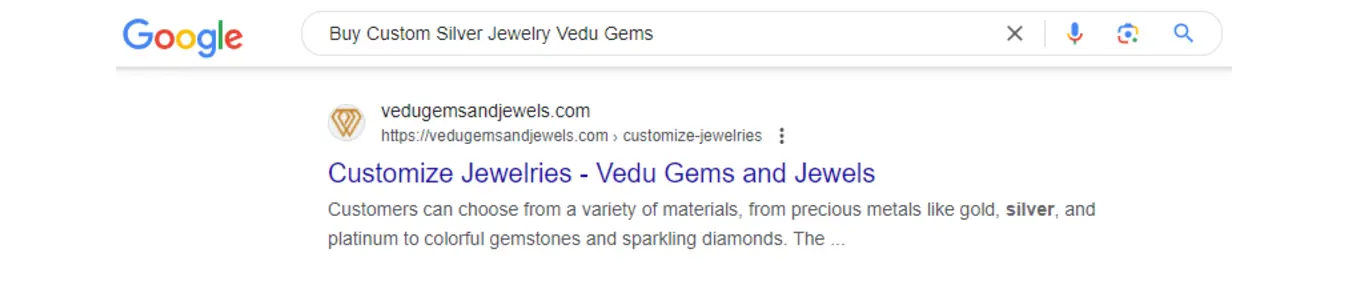 Google
Buy Custom Silver Jewelry Vedu Gems
vedugemsandjewels.com
https://vedugemsandjewels.com › customize-jewelries
Customize Jewelries - Vedu Gems and Jewels
Customers can choose from a variety of materials, from precious metals like gold, silver, and
platinum to colorful gemstones and sparkling diamonds. The ...